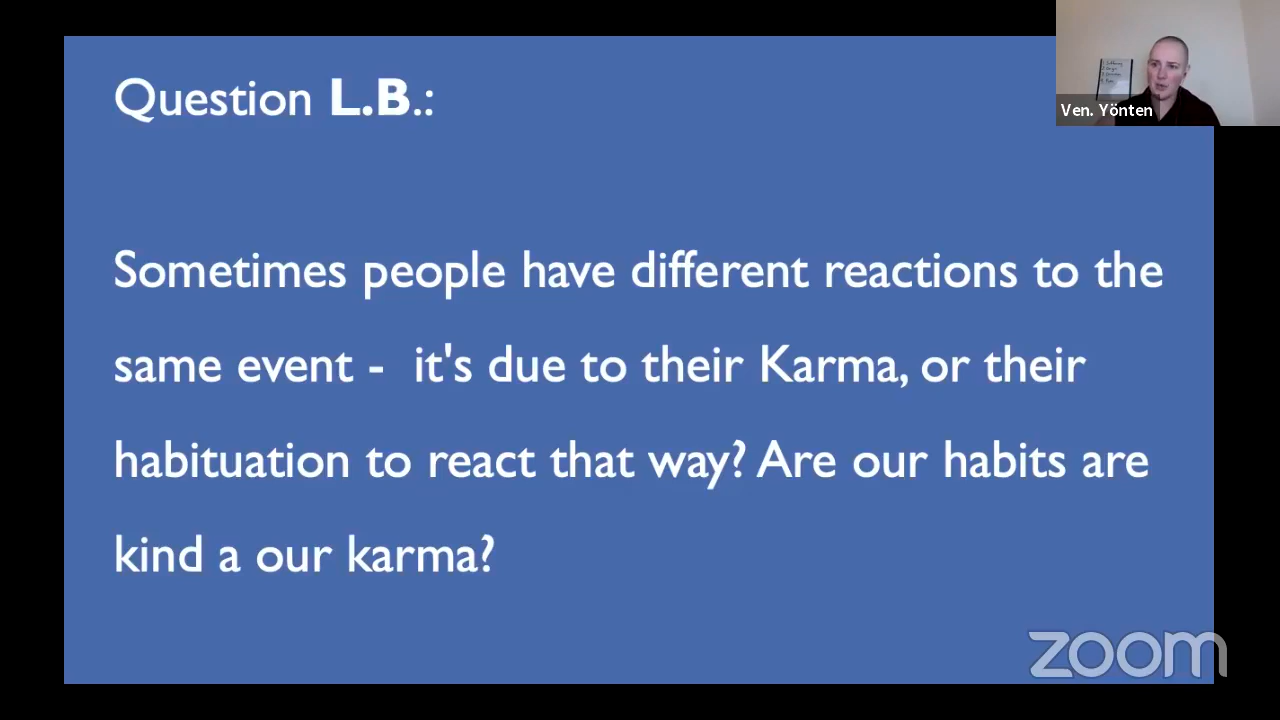 Question L.B.:
Ven. Yönten
Sometimes people have different reactions to the
same event - it's due to their Karma, or their
habituation to react that way? Are our habits are
kind a our karma?
zoom